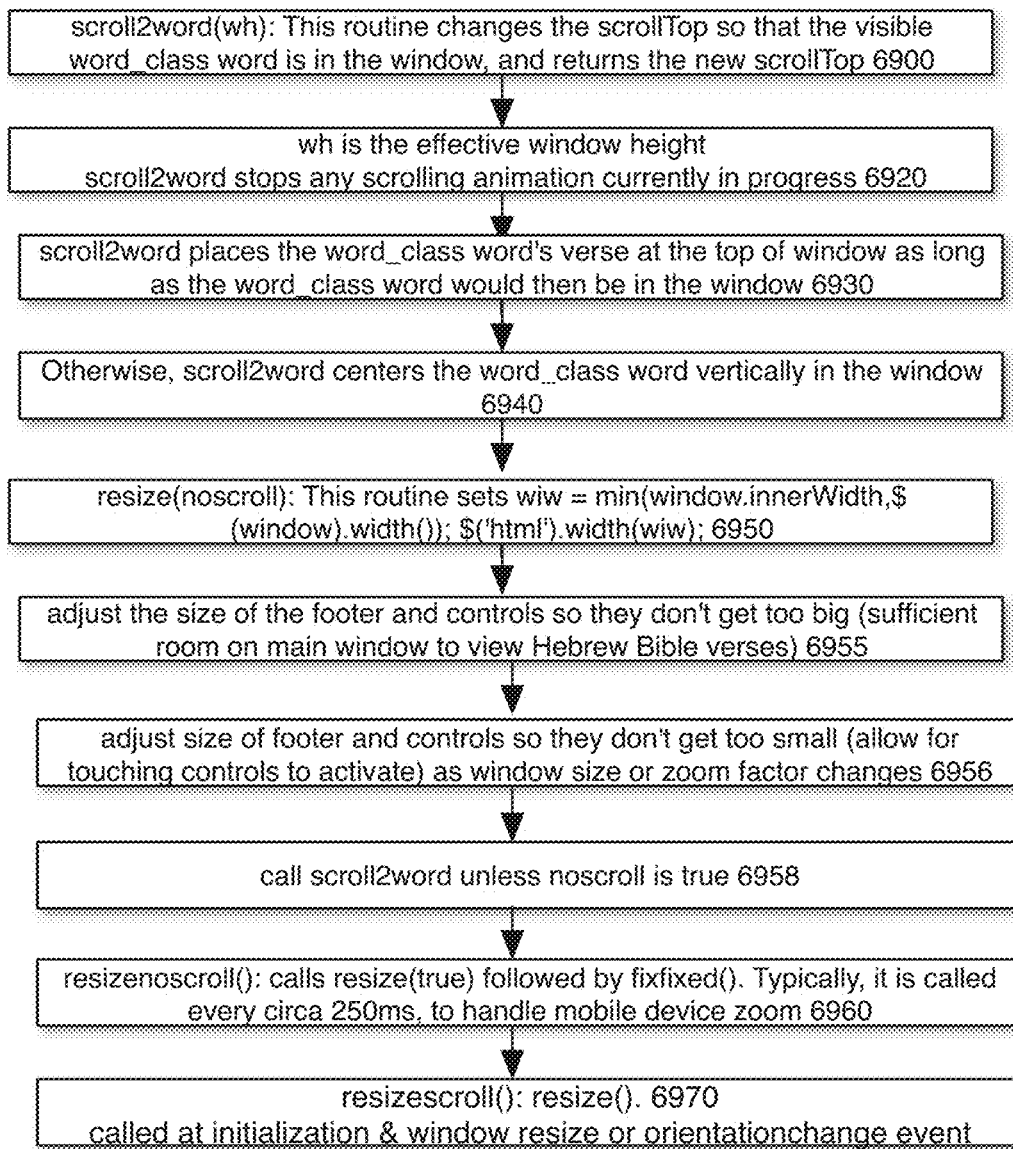 scroll2word(wh): This routine changes the scrollTop so that the visible
word_class word is in the window, and returns the new scrollTop 6900
wh is the effective window height
scroll2word stops any scrolling animation currently in progress 6920
scroll2word places the word_class word's verse at the top of window as long
as the word_class word would then be in the window 6930
Otherwise, scroll2word centers the word_class word vertically in the window
6940
resize(noscroll): This routine sets wiw = min(window.innerWidth,$
(window).width()); $('html').width(wiw); 6950
adjust the size of the footer and controls so they don't get too big (sufficient
room on main window to view Hebrew Bible verses) 6955
adjust size of footer and controls so they don't get too small (allow for
touching controls to activate) as window size or zoom factor changes 6956
call scroll2word unless noscroll is true 6958
resizenoscroll(): calls resize(true) followed by fixfixed(). Typically, it is called
every circa 250ms, to handle mobile device zoom 6960
resizescroll(): resize(). 6970
called at initialization & window resize or orientationchange event